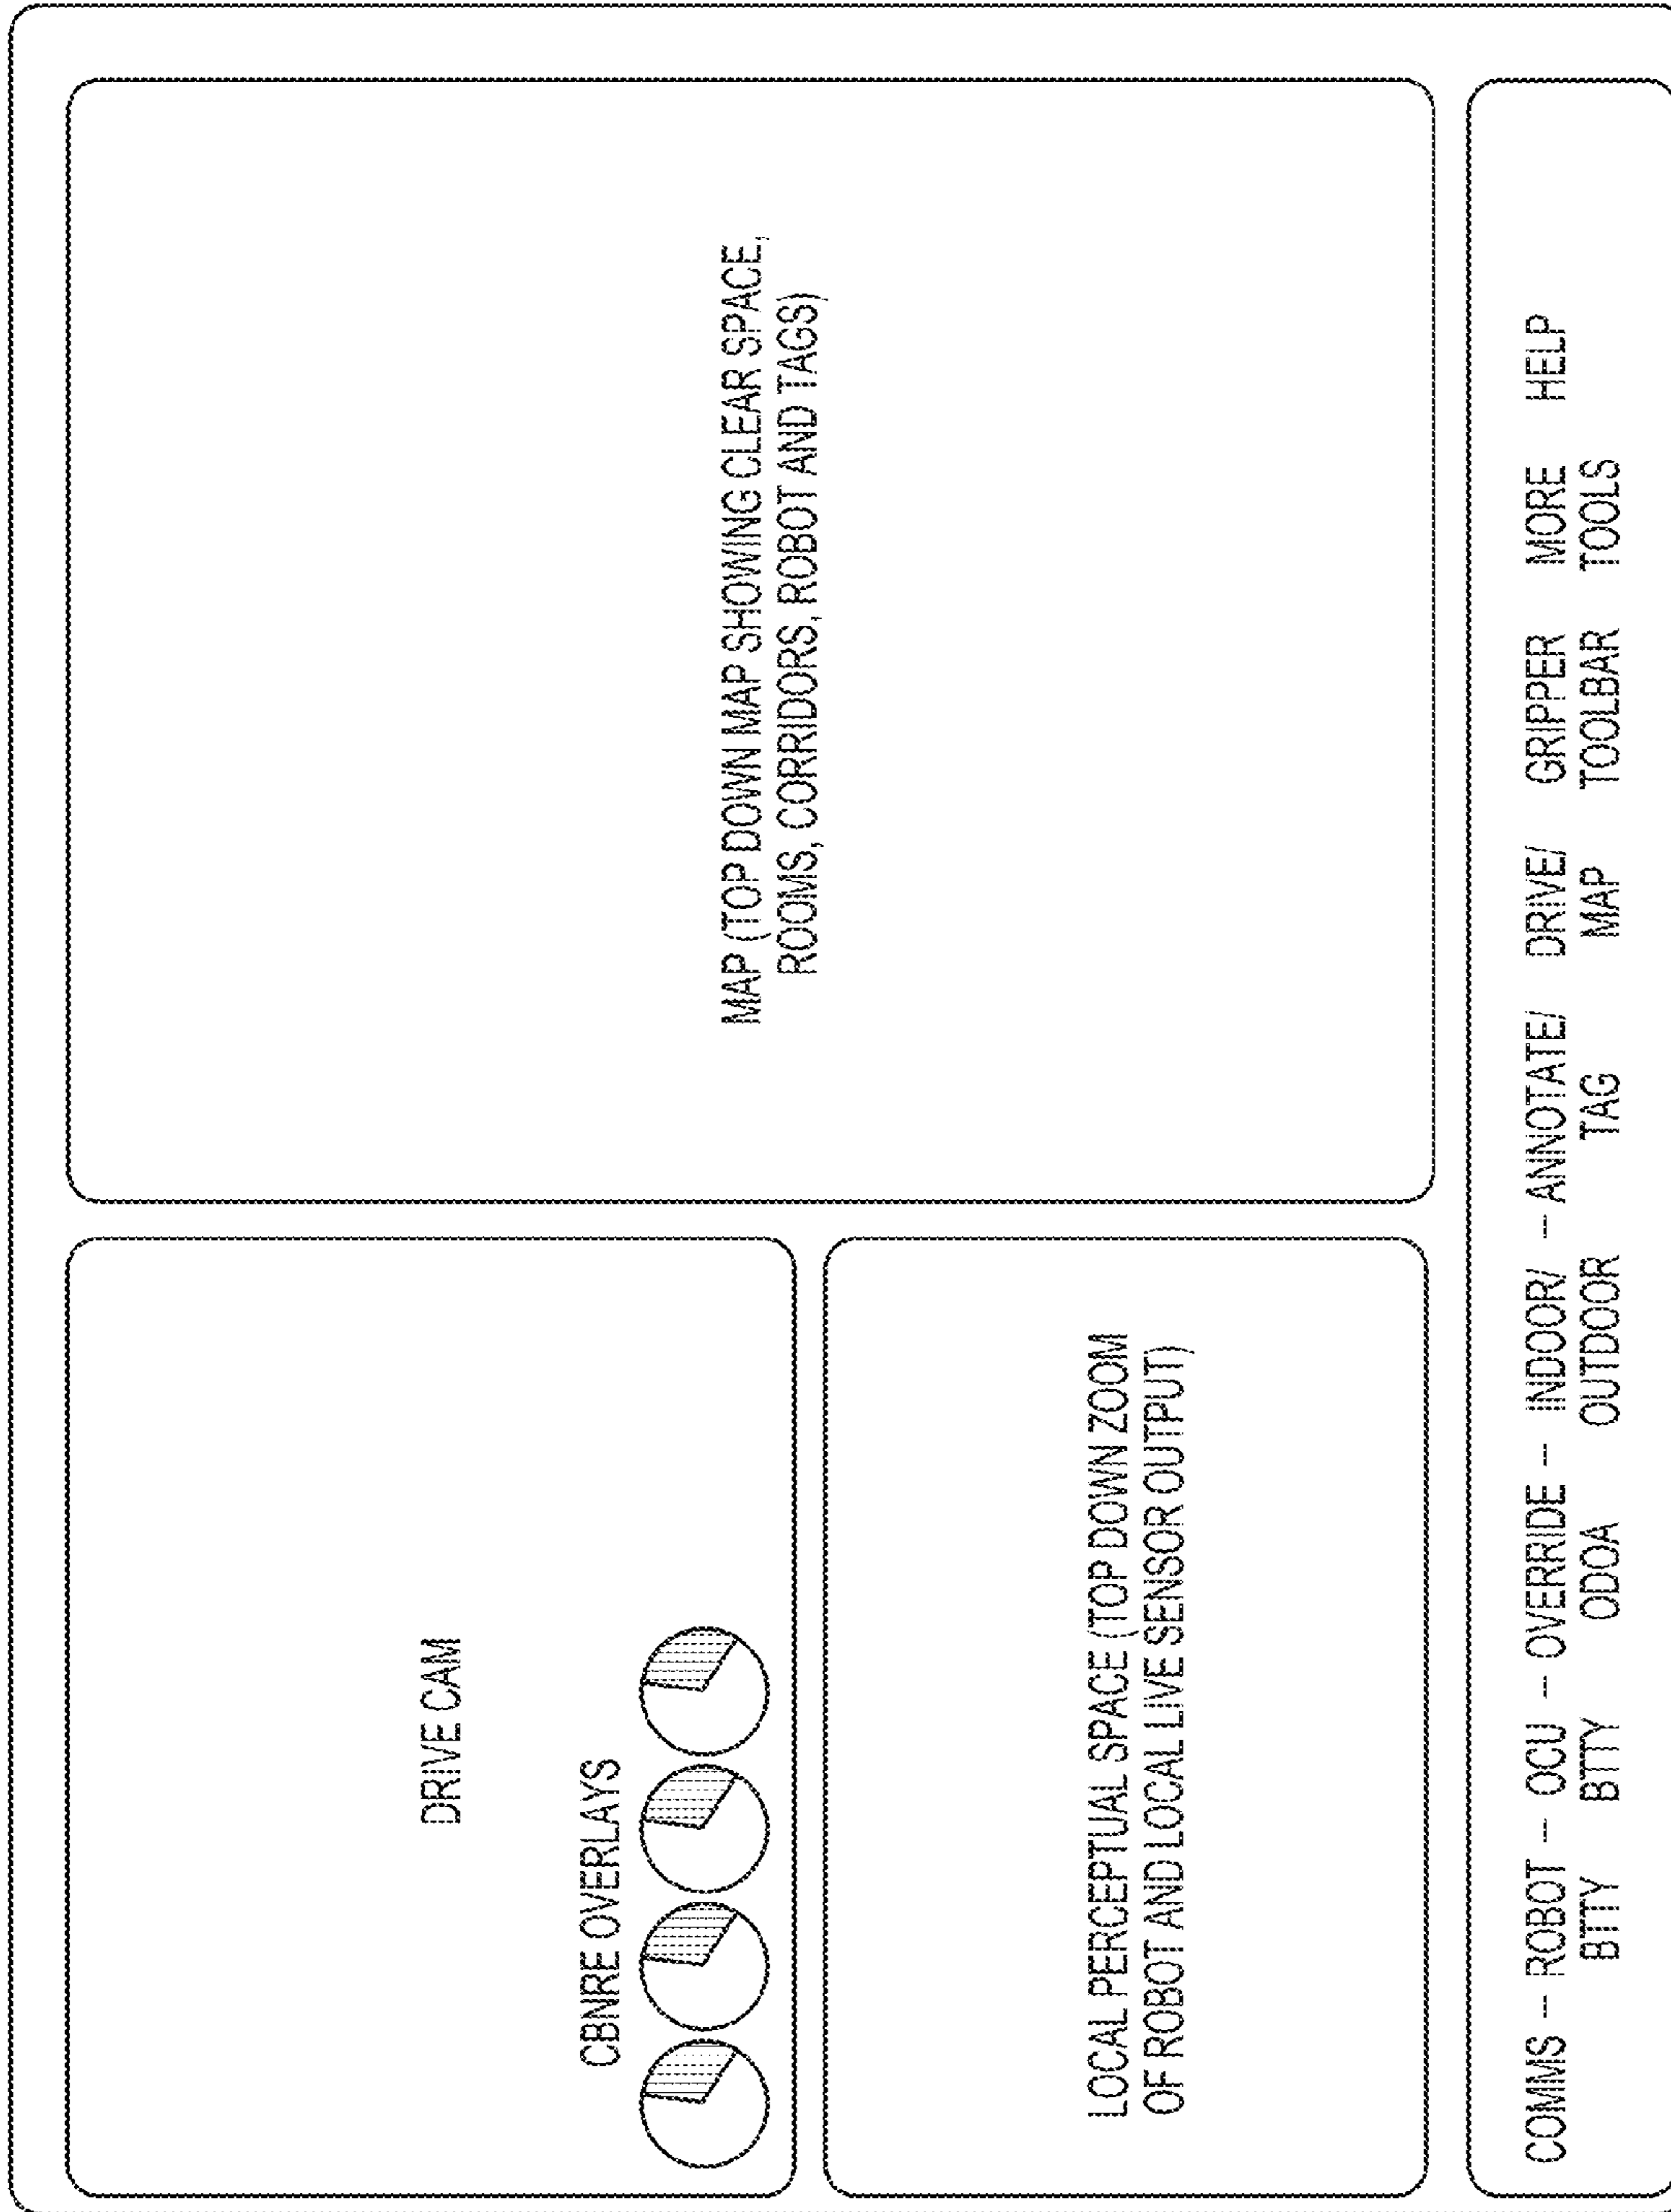 DRIVE CAM
CBNRE OVERLAYS
MAP (TOP DOWN MAP SHOWING CLEAR SPACE,
ROOMS, CORRIDORS, ROBOT AND TAGS)
LOCAL PERCEPTUAL SPACE (TOP DOWN ZOOM
OF ROBOT AND LOCAL LIVE SENSOR OUTPUT)
COMMS – ROBOT – OCU – OVERRIDE – INDOOR/ – ANNOTATE/ DRIVE/ GRIPPER MORE HELP
BTTY BTTY ODOA OUTDOOR TAG MAP TOOLBAR TOOLS